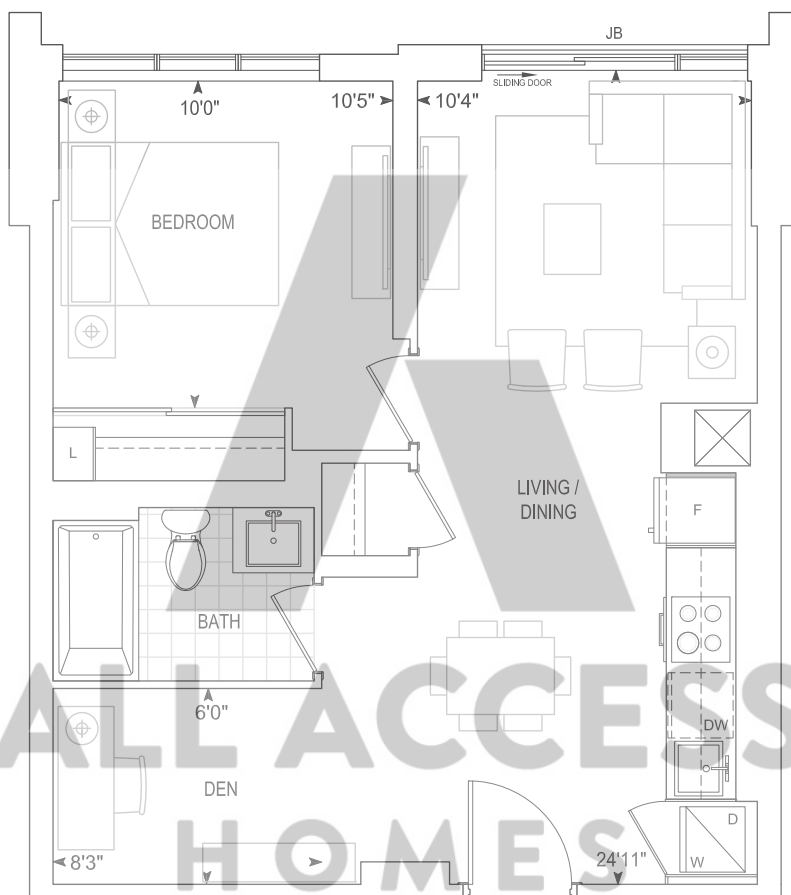 JB
SLIDING DOOR
10'0"
10'5"
10'4"
BEDROOM
L
LIVING /
DINING
F
BATH
ALL ACCESS
6'0"
DW
DEN
HOMES
D
W
8'3"
24'11"